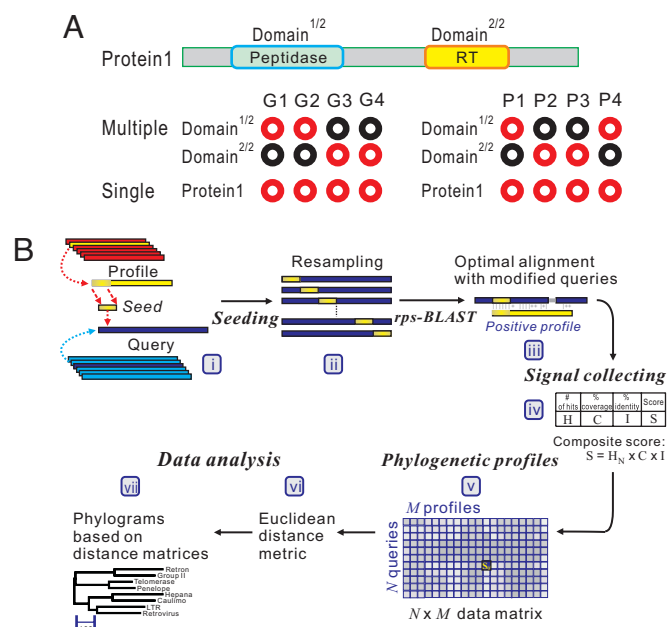 A
Domain1/2
Domain2/2
Protein1
Peptidase
RT
G1 G2 G3 G4
P1 P2 P3 P4
Multiple
Domain1/2
Domain2/2
Domain1/2
Domain2/2
Single
Protein1
Protein1
B
Profile
Seed
Query
i
Seeding
Resampling
ii
rps-BLAST
Optimal alignment
with modified queries
Positive profile
iii
Signal collecting
iv
# of hits
% coverage
% identity
Score
H C I S
Composite score:
S = HN x C x I
Data analysis
Phylogenetic profiles
vii
vi
v
Phylograms
based on
distance matrices
Euclidean
distance
metric
M profiles
N queries
S
N x M data matrix
Retron
Group II
Telomerase
Penelope
Hepana
Caulimo
LTR
Retrovirus